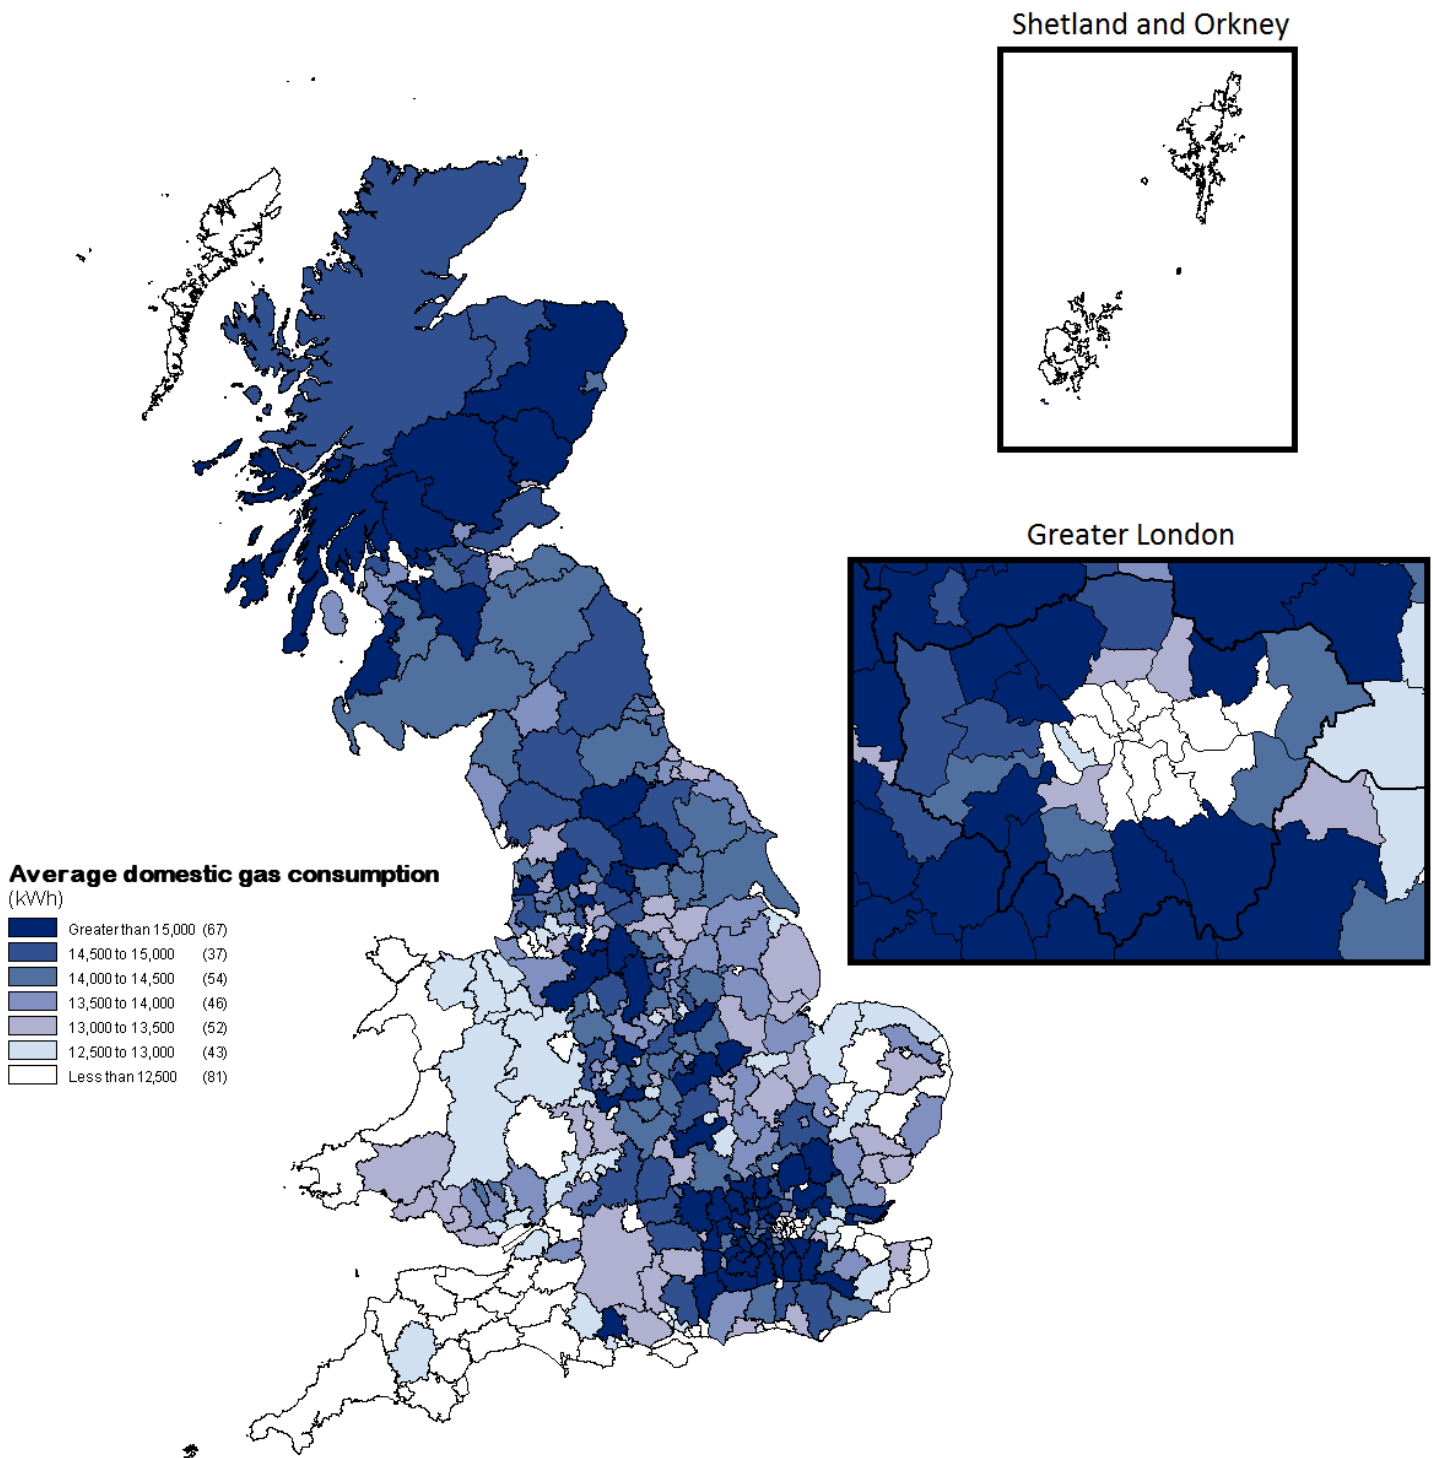 Shetland and Orkney
Greater London
Average domestic gas consumption
(kWh)
Greater than 15,000 (67)
14,500 to 15,000 (37)
14,000 to 14,500 (54)
13,500 to 14,000 (46)
13,000 to 13,500 (52)
12,500 to 13,000 (43)
Less than 12,500 (81)